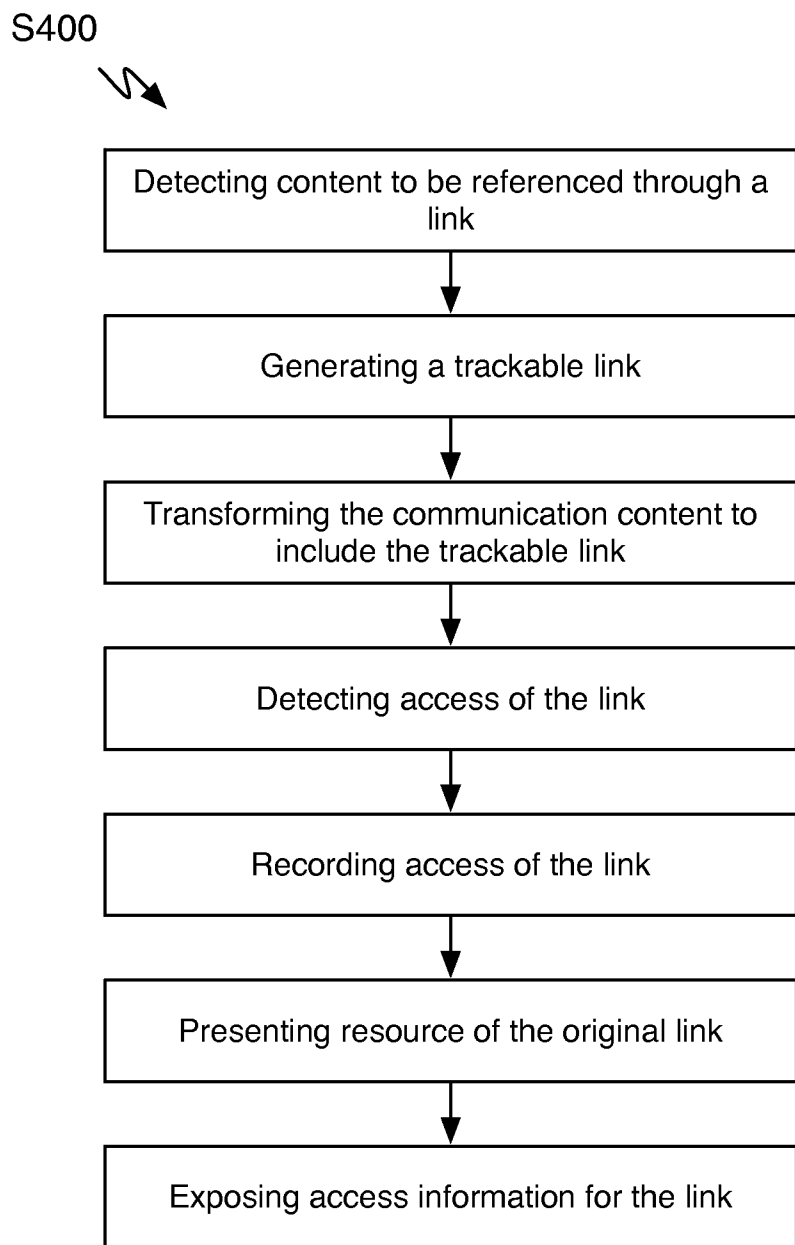 S400
Detecting content to be referenced through a
link
Generating a trackable link
Transforming the communication content to
include the trackable link
Detecting access of the link
Recording access of the link
Presenting resource of the original link
Exposing access information for the link